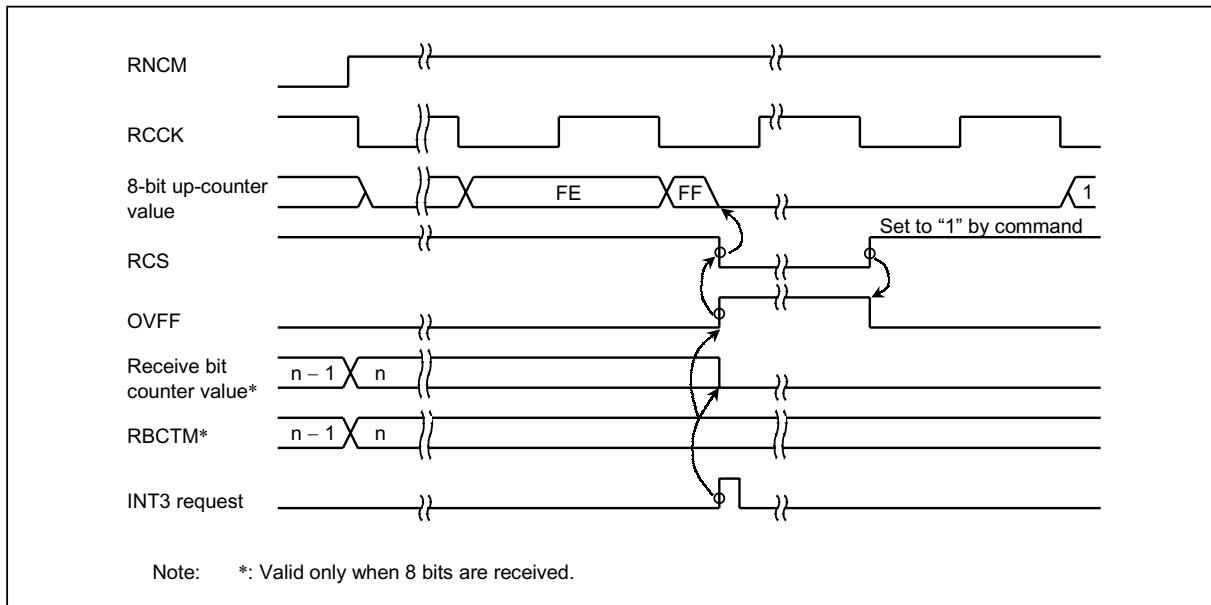 RNCM
RCCK
8-bit up-counter
value
FE
FF
1
Set to “1” by command
RCS
OVFF
Receive bit
counter value*
n − 1
n
RBCTM*
n − 1
n
INT3 request
Note: *: Valid only when 8 bits are received.